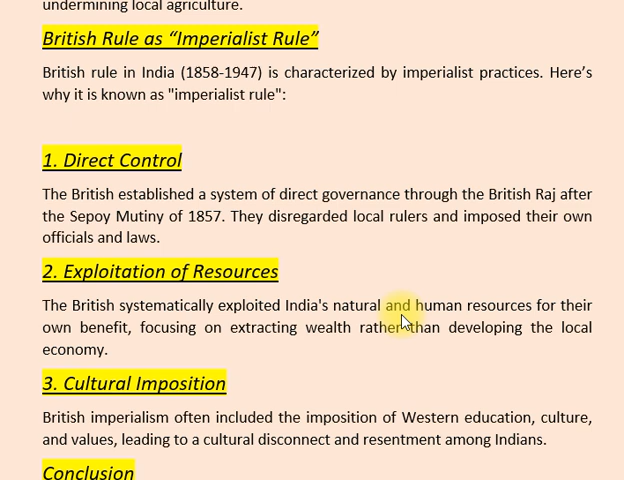 undermining local agriculture.
British Rule as “Imperialist Rule”
British rule in India (1858-1947) is characterized by imperialist practices. Here’s
why it is known as "imperialist rule":
1. Direct Control
The British established a system of direct governance through the British Raj after
the Sepoy Mutiny of 1857. They disregarded local rulers and imposed their own
officials and laws.
2. Exploitation of Resources
The British systematically exploited India's natural and human resources for their
own benefit, focusing on extracting wealth rather than developing the local
economy.
3. Cultural Imposition
British imperialism often included the imposition of Western education, culture,
and values, leading to a cultural disconnect and resentment among Indians.
Conclusion